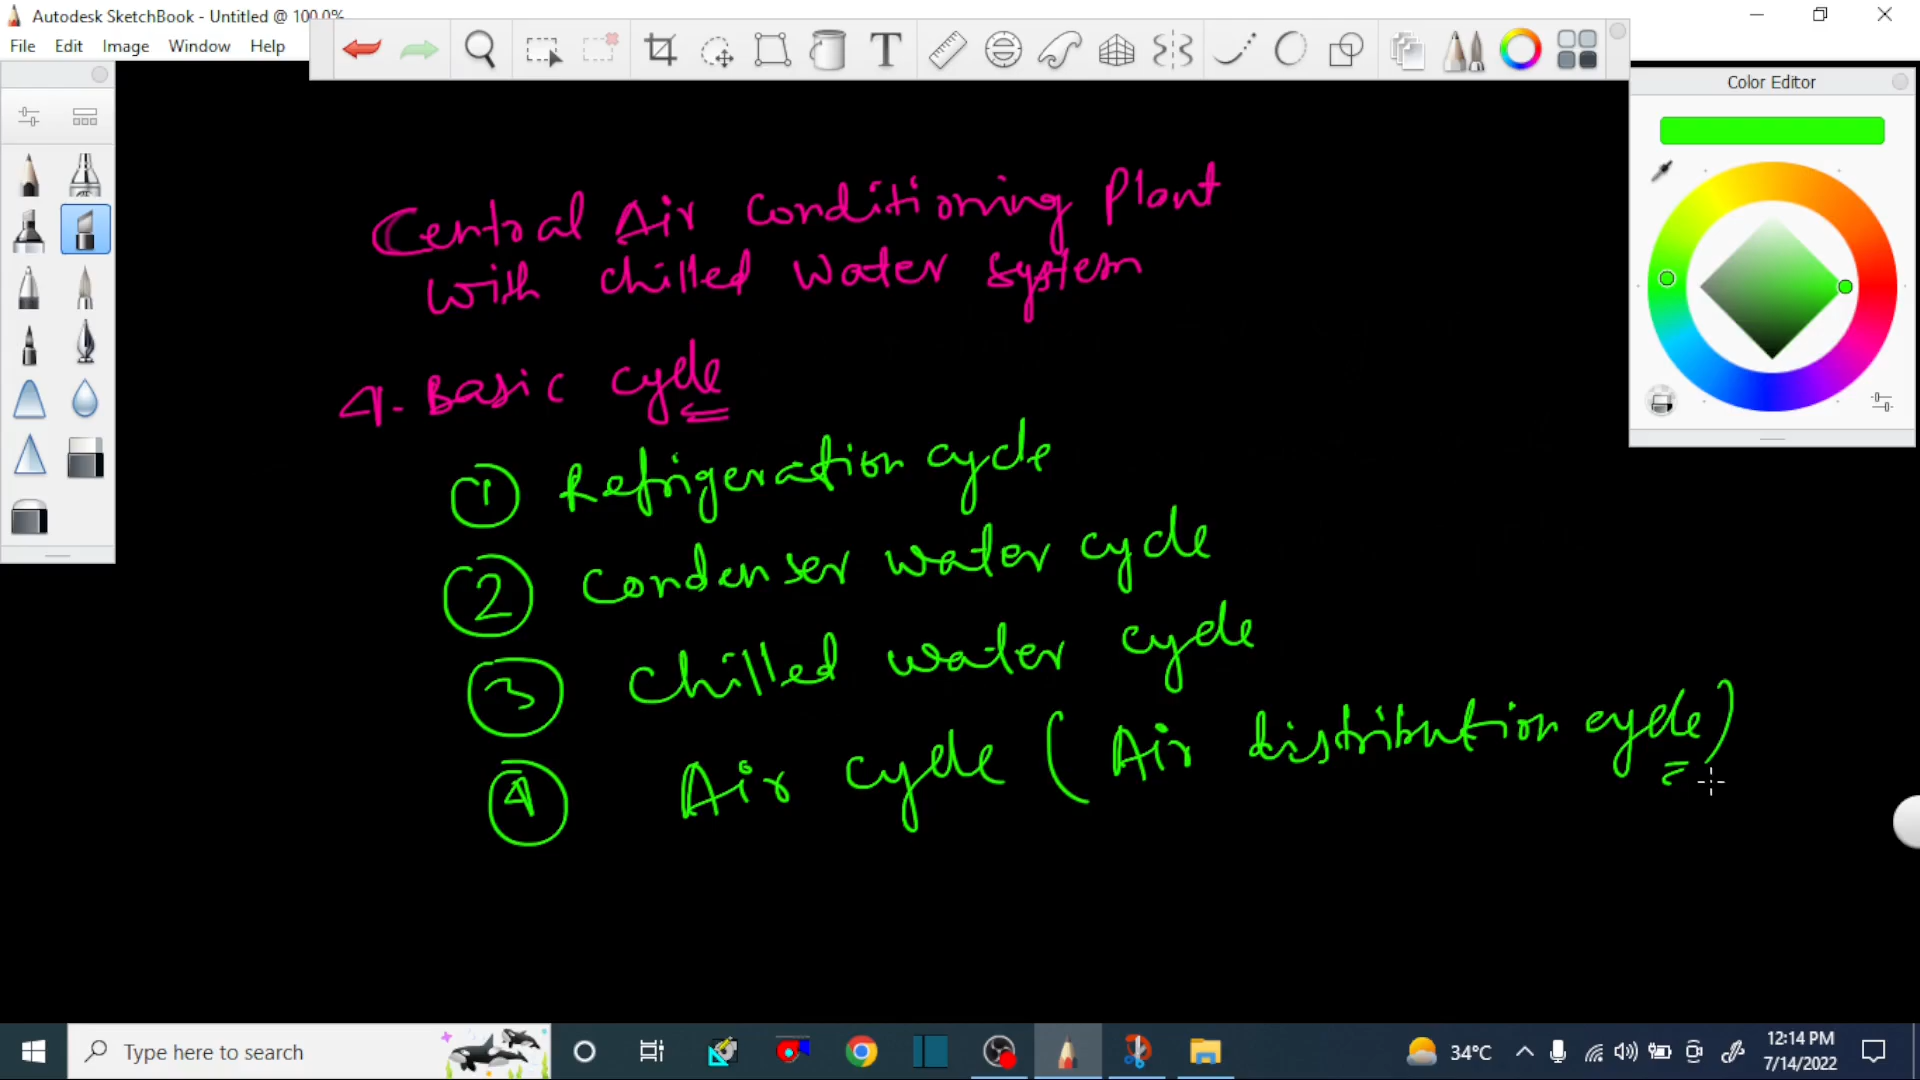 Autodesk SketchBook - Untitled @ 100.0%
File Edit Image Window Help
T
Color Editor
Central Air conditioning Plant
with chilled water system
4. Basic cycle
1 Refrigeration cycle
2 Condenser water cycle
3 Chilled water cycle
4 Air cycle (Air distribution cycle)
Type here to search
34°C
12:14 PM
7/14/2022